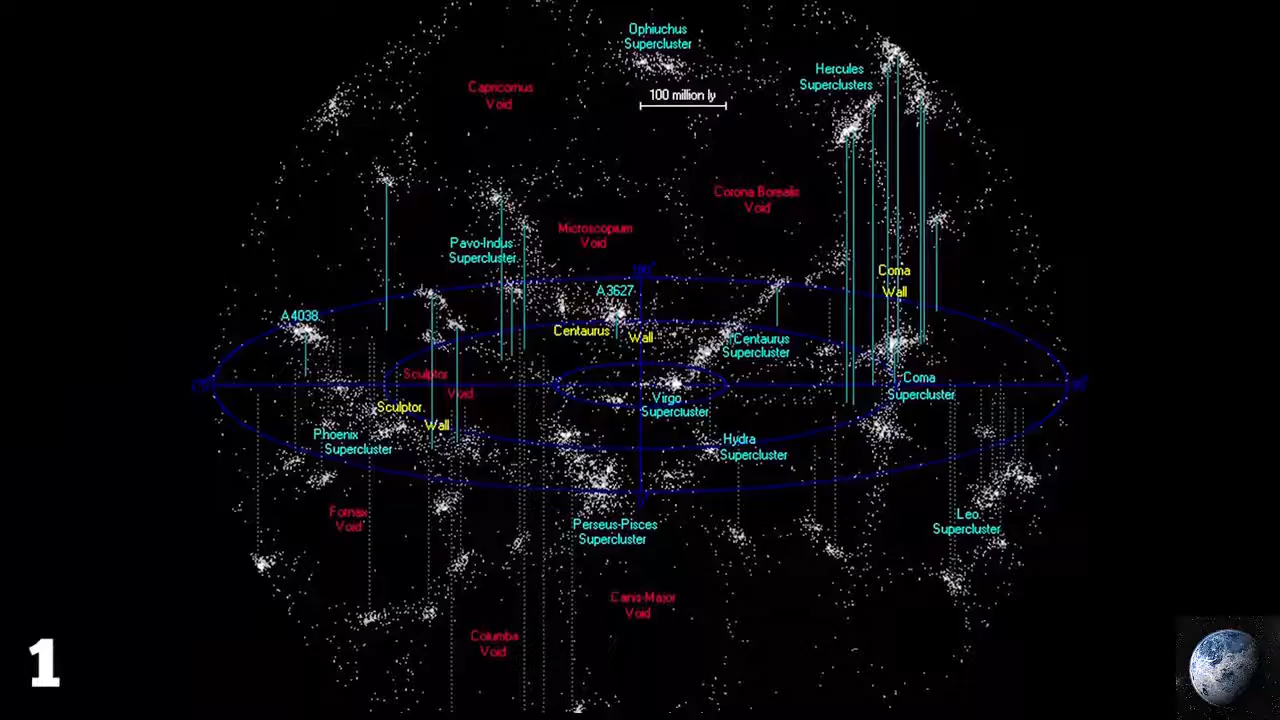 Ophiuchus
Supercluster
Hercules
Superclusters
Capricornus
Void
100 million ly
Corona Borealis
Void
Microscopium
Void
Pavo-Indus
Supercluster
Coma
Wall
A3627
A4038
Centaurus
Wall
Centaurus
Supercluster
Sculptor
Void
Coma
Supercluster
Virgo
Supercluster
Sculptor
Wall
Phoenix
Supercluster
Hydra
Supercluster
Fornax
Void
Perseus-Pisces
Supercluster
Leo
Supercluster
Canis-Major
Void
Columba
Void
1